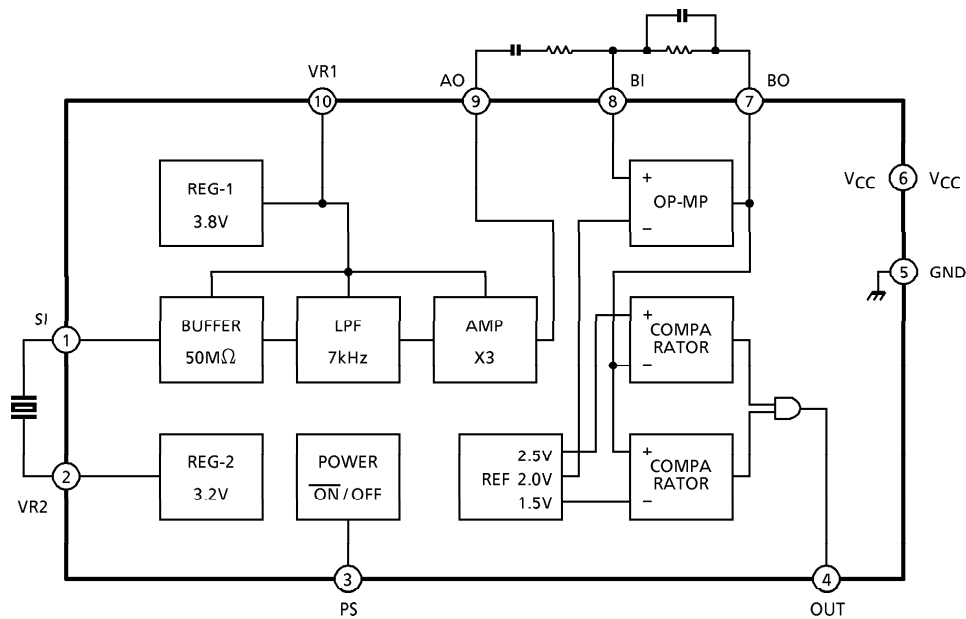 VR1
AO
BI
BO
10
9
8
7
REG-1
3.8V
+
OP-MP
−
VCC
6
VCC
5
GND
SI
1
BUFFER
50MΩ
LPF
7kHz
AMP
X3
+
COMPA
RATOR
−
2
VR2
REG-2
3.2V
POWER
ON/OFF
2.5V
REF 2.0V
1.5V
+
COMPA
RATOR
−
3
PS
4
OUT